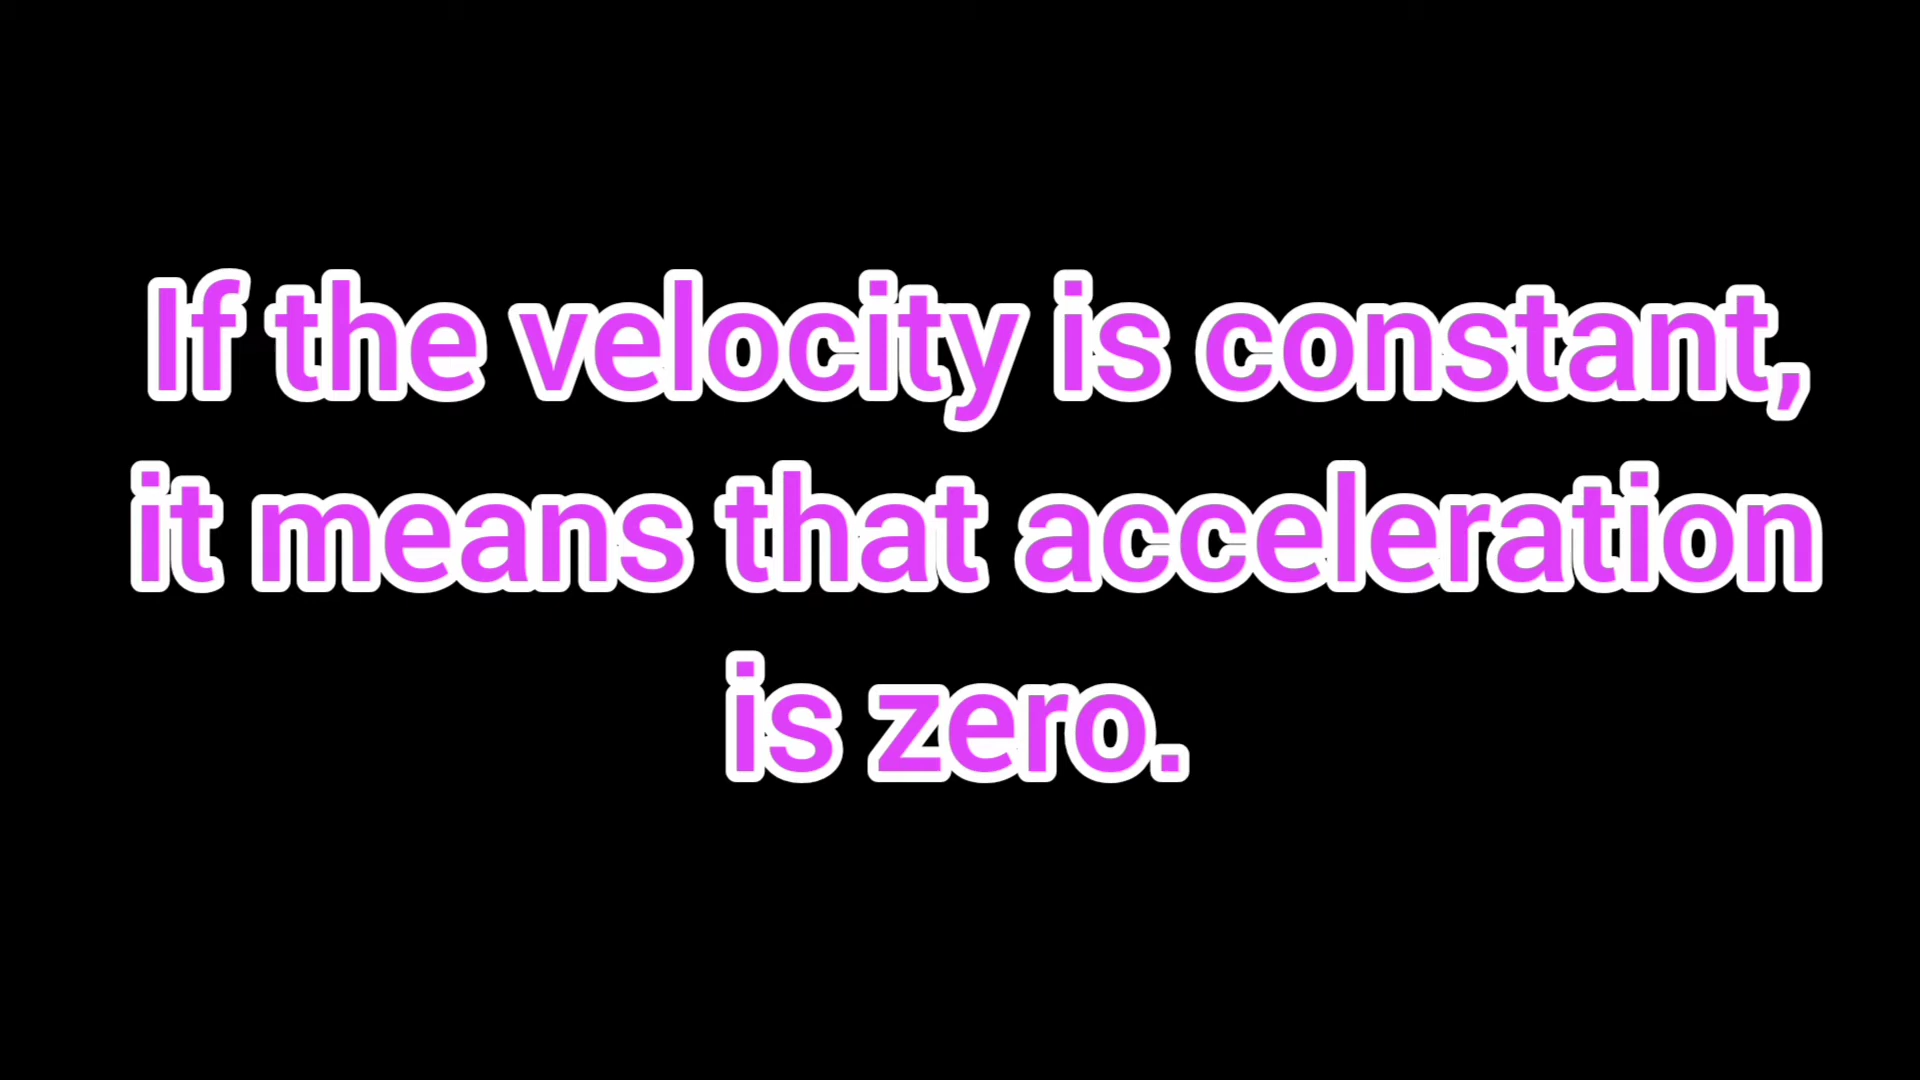 If the velocity is constant,
it means that acceleration
is zero.